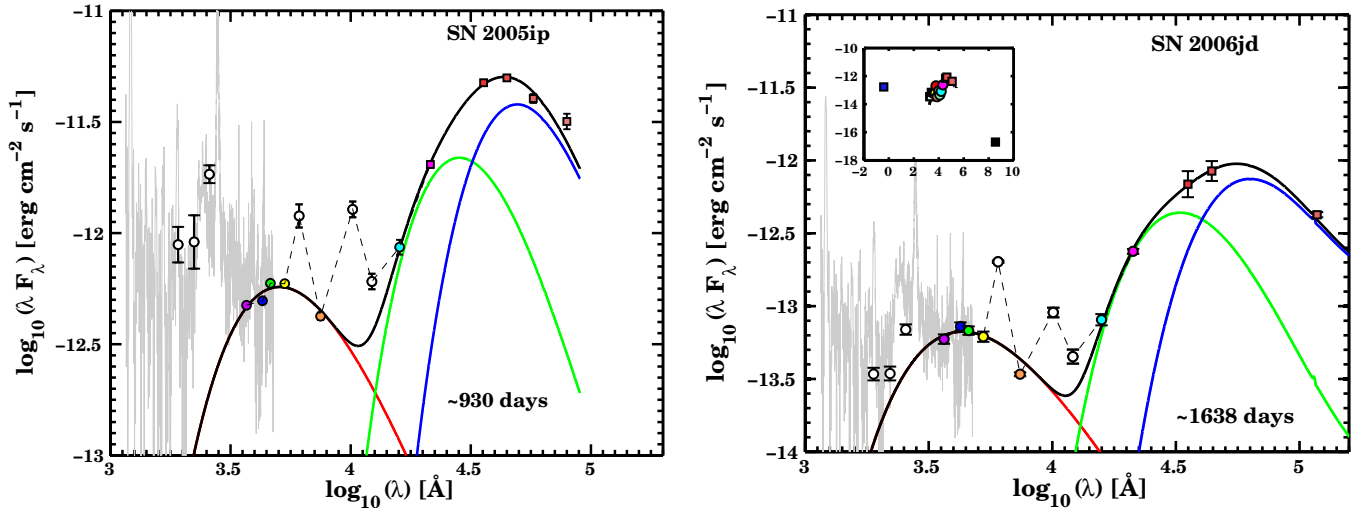 SN 2005ip
-11
-11.5
-12
-12.5
-13
log10(λ Fλ) [erg cm−2 s−1]
~930 days
3 3.5 4 4.5 5
log10(λ) [Å]
SN 2006jd
-11
-11.5
-12
-12.5
-13
-13.5
-14
log10(λ Fλ) [erg cm−2 s−1]
-10
-12
-14
-16
-18
-2 0 2 4 6 8 10
~1638 days
3 3.5 4 4.5 5
log10(λ) [Å]